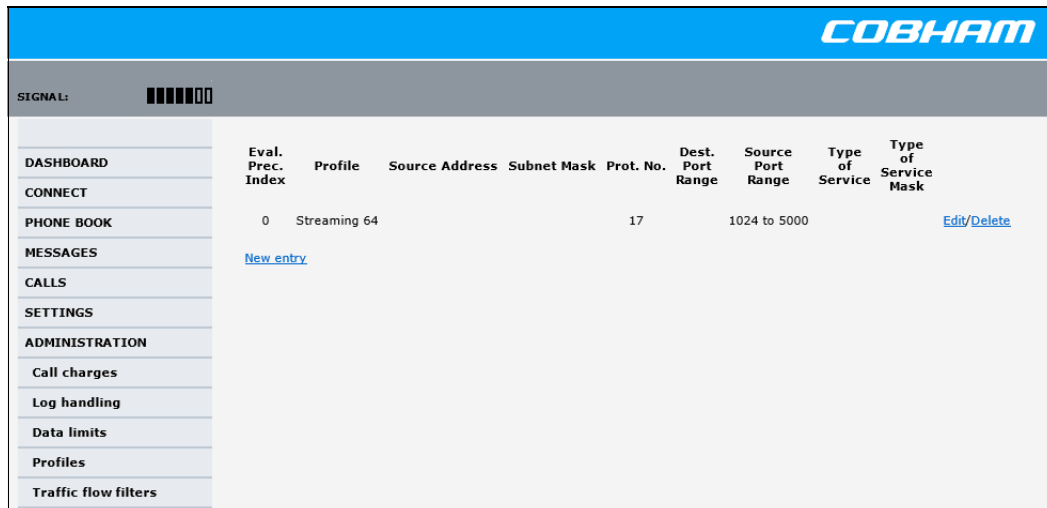 COBHAM
SIGNAL:
DASHBOARD
CONNECT
PHONE BOOK
MESSAGES
CALLS
SETTINGS
ADMINISTRATION
Call charges
Log handling
Data limits
Profiles
Traffic flow filters
Eval. Prec. Index Profile Source Address Subnet Mask Prot. No. Dest. Port Range Source Port Range Type of Service Type of Service Mask
0 Streaming 64 17 1024 to 5000 Edit/Delete
New entry